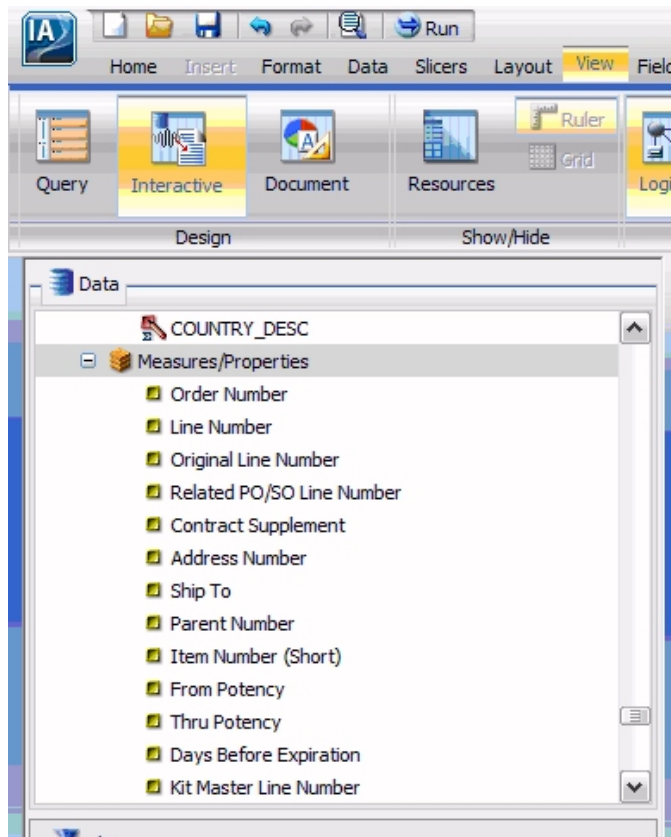 IA Run
Home Insert Format Data Slicers Layout View
Ruler
Grid
Query Interactive Document Resources
Design Show/Hide
Data
COUNTRY_DESC
Measures/Properties
Order Number
Line Number
Original Line Number
Related PO/SO Line Number
Contract Supplement
Address Number
Ship To
Parent Number
Item Number (Short)
From Potency
Thru Potency
Days Before Expiration
Kit Master Line Number